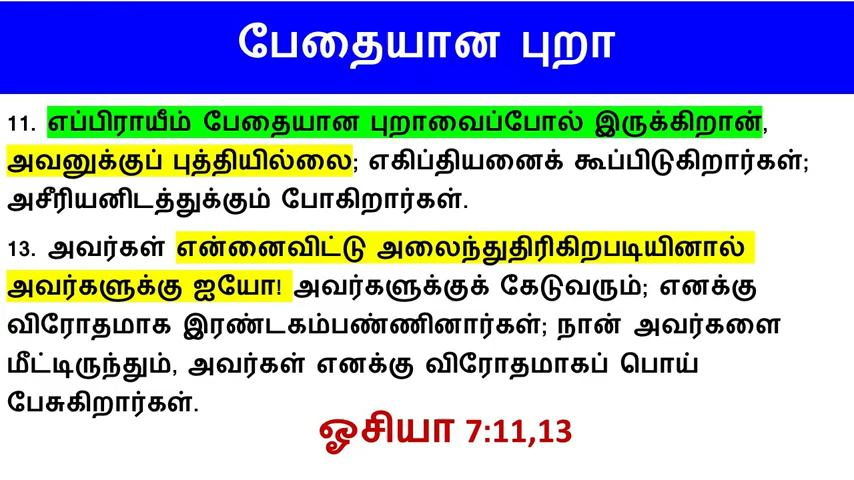 பேதையான புறா
11. எப்பிராயீம் பேதையான புறாவைப்போல் இருக்கிறான்,
அவனுக்குப் புத்தியில்லை; எகிப்தியனைக் கூப்பிடுகிறார்கள்;
அசீரியனிடத்துக்கும் போகிறார்கள்.
13. அவர்கள் என்னைவிட்டு அலைந்துதிரிகிறபடியினால்
அவர்களுக்கு ஐயோ! அவர்களுக்குக் கேடுவரும்; எனக்கு
விரோதமாக இரண்டகம்பண்ணினார்கள்; நான் அவர்களை
மீட்டிருந்தும், அவர்கள் எனக்கு விரோதமாகப் பொய்
பேசுகிறார்கள்.
ஓசியா 7:11,13